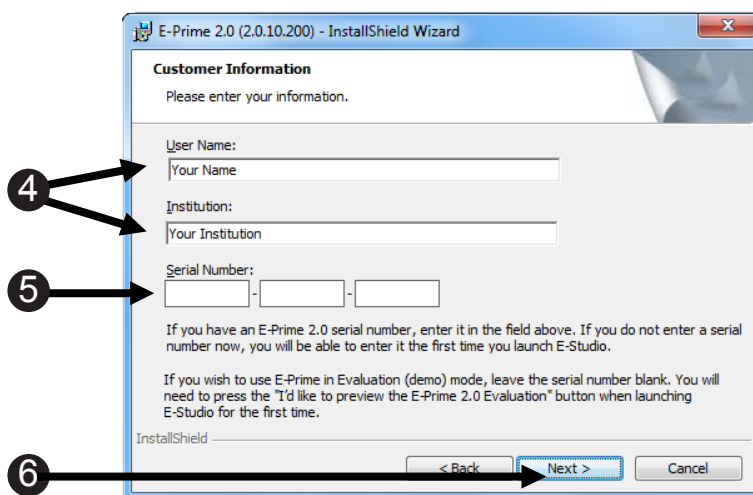 E-Prime 2.0 (2.0.10.200) - InstallShield Wizard
x
Customer Information
Please enter your information.
User Name:
4
Your Name
Institution:
Your Institution
Serial Number:
5
- -
If you have an E-Prime 2.0 serial number, enter it in the field above. If you do not enter a serial
number now, you will be able to enter it the first time you launch E-Studio.
If you wish to use E-Prime in Evaluation (demo) mode, leave the serial number blank. You will
need to press the "I'd like to preview the E-Prime 2.0 Evaluation" button when launching
E-Studio for the first time.
InstallShield
6
< Back Next > Cancel